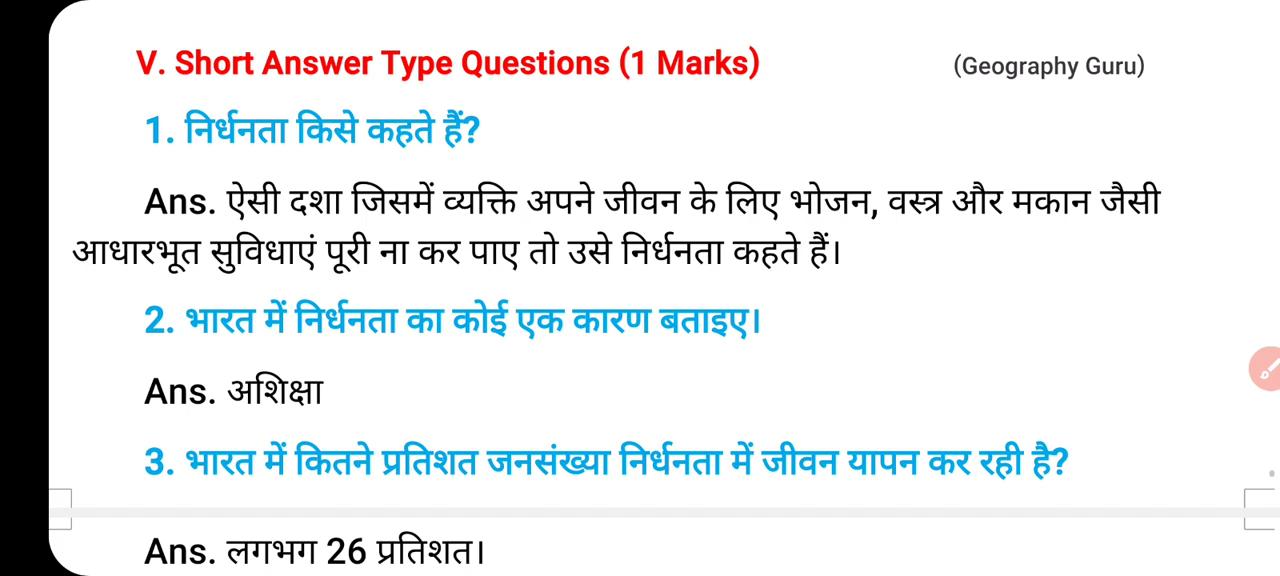 V. Short Answer Type Questions (1 Marks) (Geography Guru)
1. निर्धनता किसे कहते हैं?
Ans. ऐसी दशा जिसमें व्यक्ति अपने जीवन के लिए भोजन, वस्त्र और मकान जैसी
आधारभूत सुविधाएं पूरी ना कर पाए तो उसे निर्धनता कहते हैं।
2. भारत में निर्धनता का कोई एक कारण बताइए।
Ans. अशिक्षा
3. भारत में कितने प्रतिशत जनसंख्या निर्धनता में जीवन यापन कर रही है?
Ans. लगभग 26 प्रतिशत।